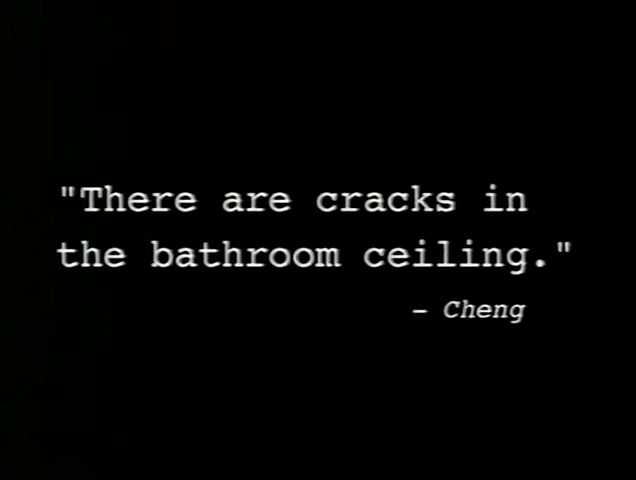 "There are cracks in
the bathroom ceiling."
– Cheng